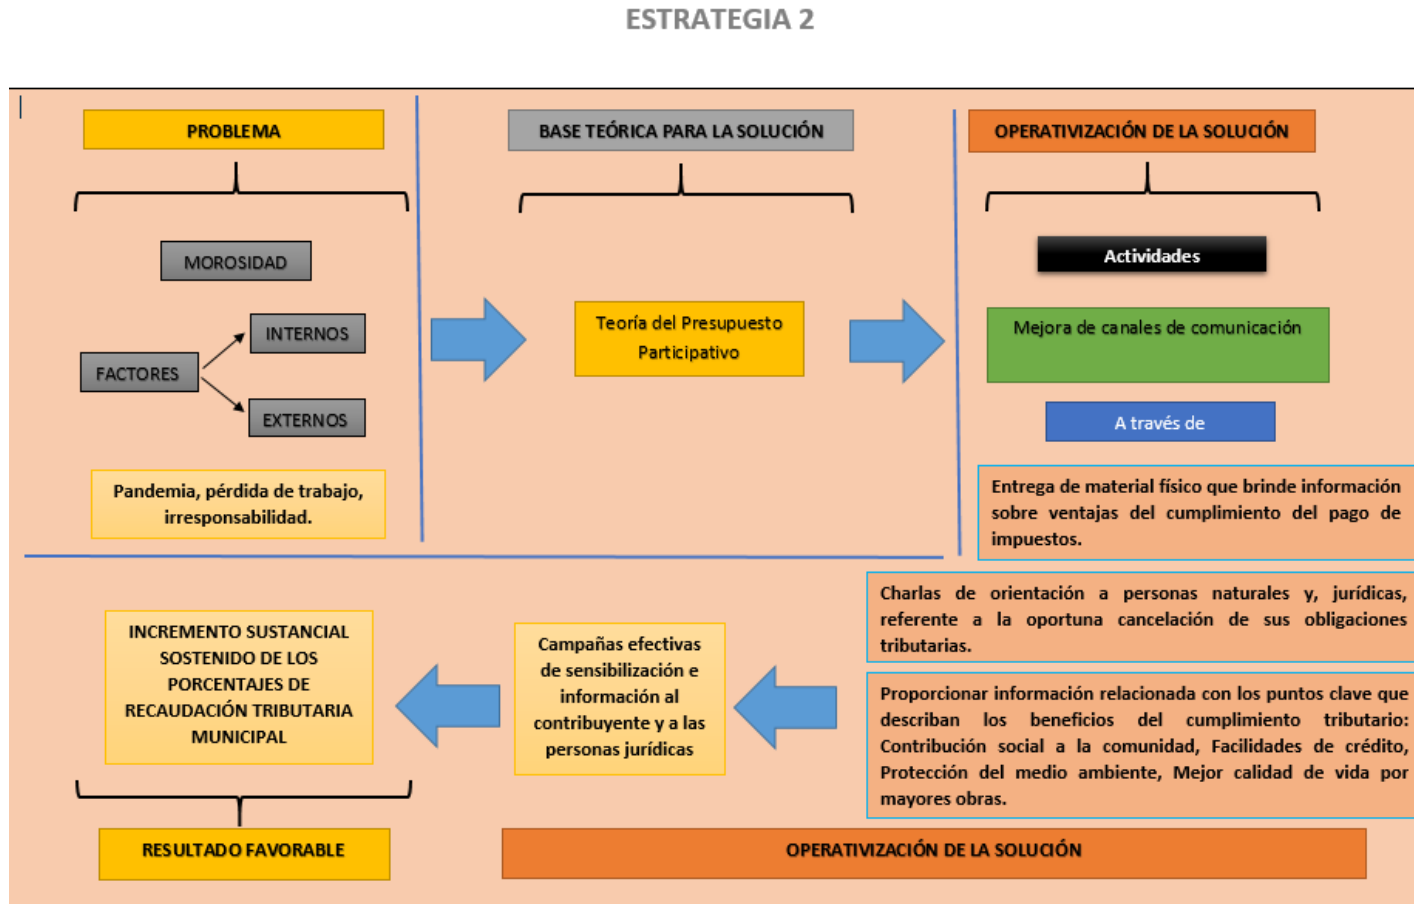 ESTRATEGIA 2
PROBLEMA
MOROSIDAD
FACTORES
INTERNOS
EXTERNOS
Pandemia, pérdida de trabajo,
irresponsabilidad.
BASE TEÓRICA PARA LA SOLUCIÓN
Teoría del Presupuesto
Participativo
OPERATIVIZACIÓN DE LA SOLUCIÓN
Actividades
Mejora de canales de comunicación
A través de
Entrega de material físico que brinde información
sobre ventajas del cumplimiento del pago de
impuestos.
Charlas de orientación a personas naturales y, jurídicas,
referente a la oportuna cancelación de sus obligaciones
tributarias.
Proporcionar información relacionada con los puntos clave que
describan los beneficios del cumplimiento tributario:
Contribución social a la comunidad, Facilidades de crédito,
Protección del medio ambiente, Mejor calidad de vida por
mayores obras.
Campañas efectivas
de sensibilización e
información al
contribuyente y a las
personas jurídicas
OPERATIVIZACIÓN DE LA SOLUCIÓN
INCREMENTO SUSTANCIAL
SOSTENIDO DE LOS
PORCENTAJES DE
RECAUDACIÓN TRIBUTARIA
MUNICIPAL
RESULTADO FAVORABLE